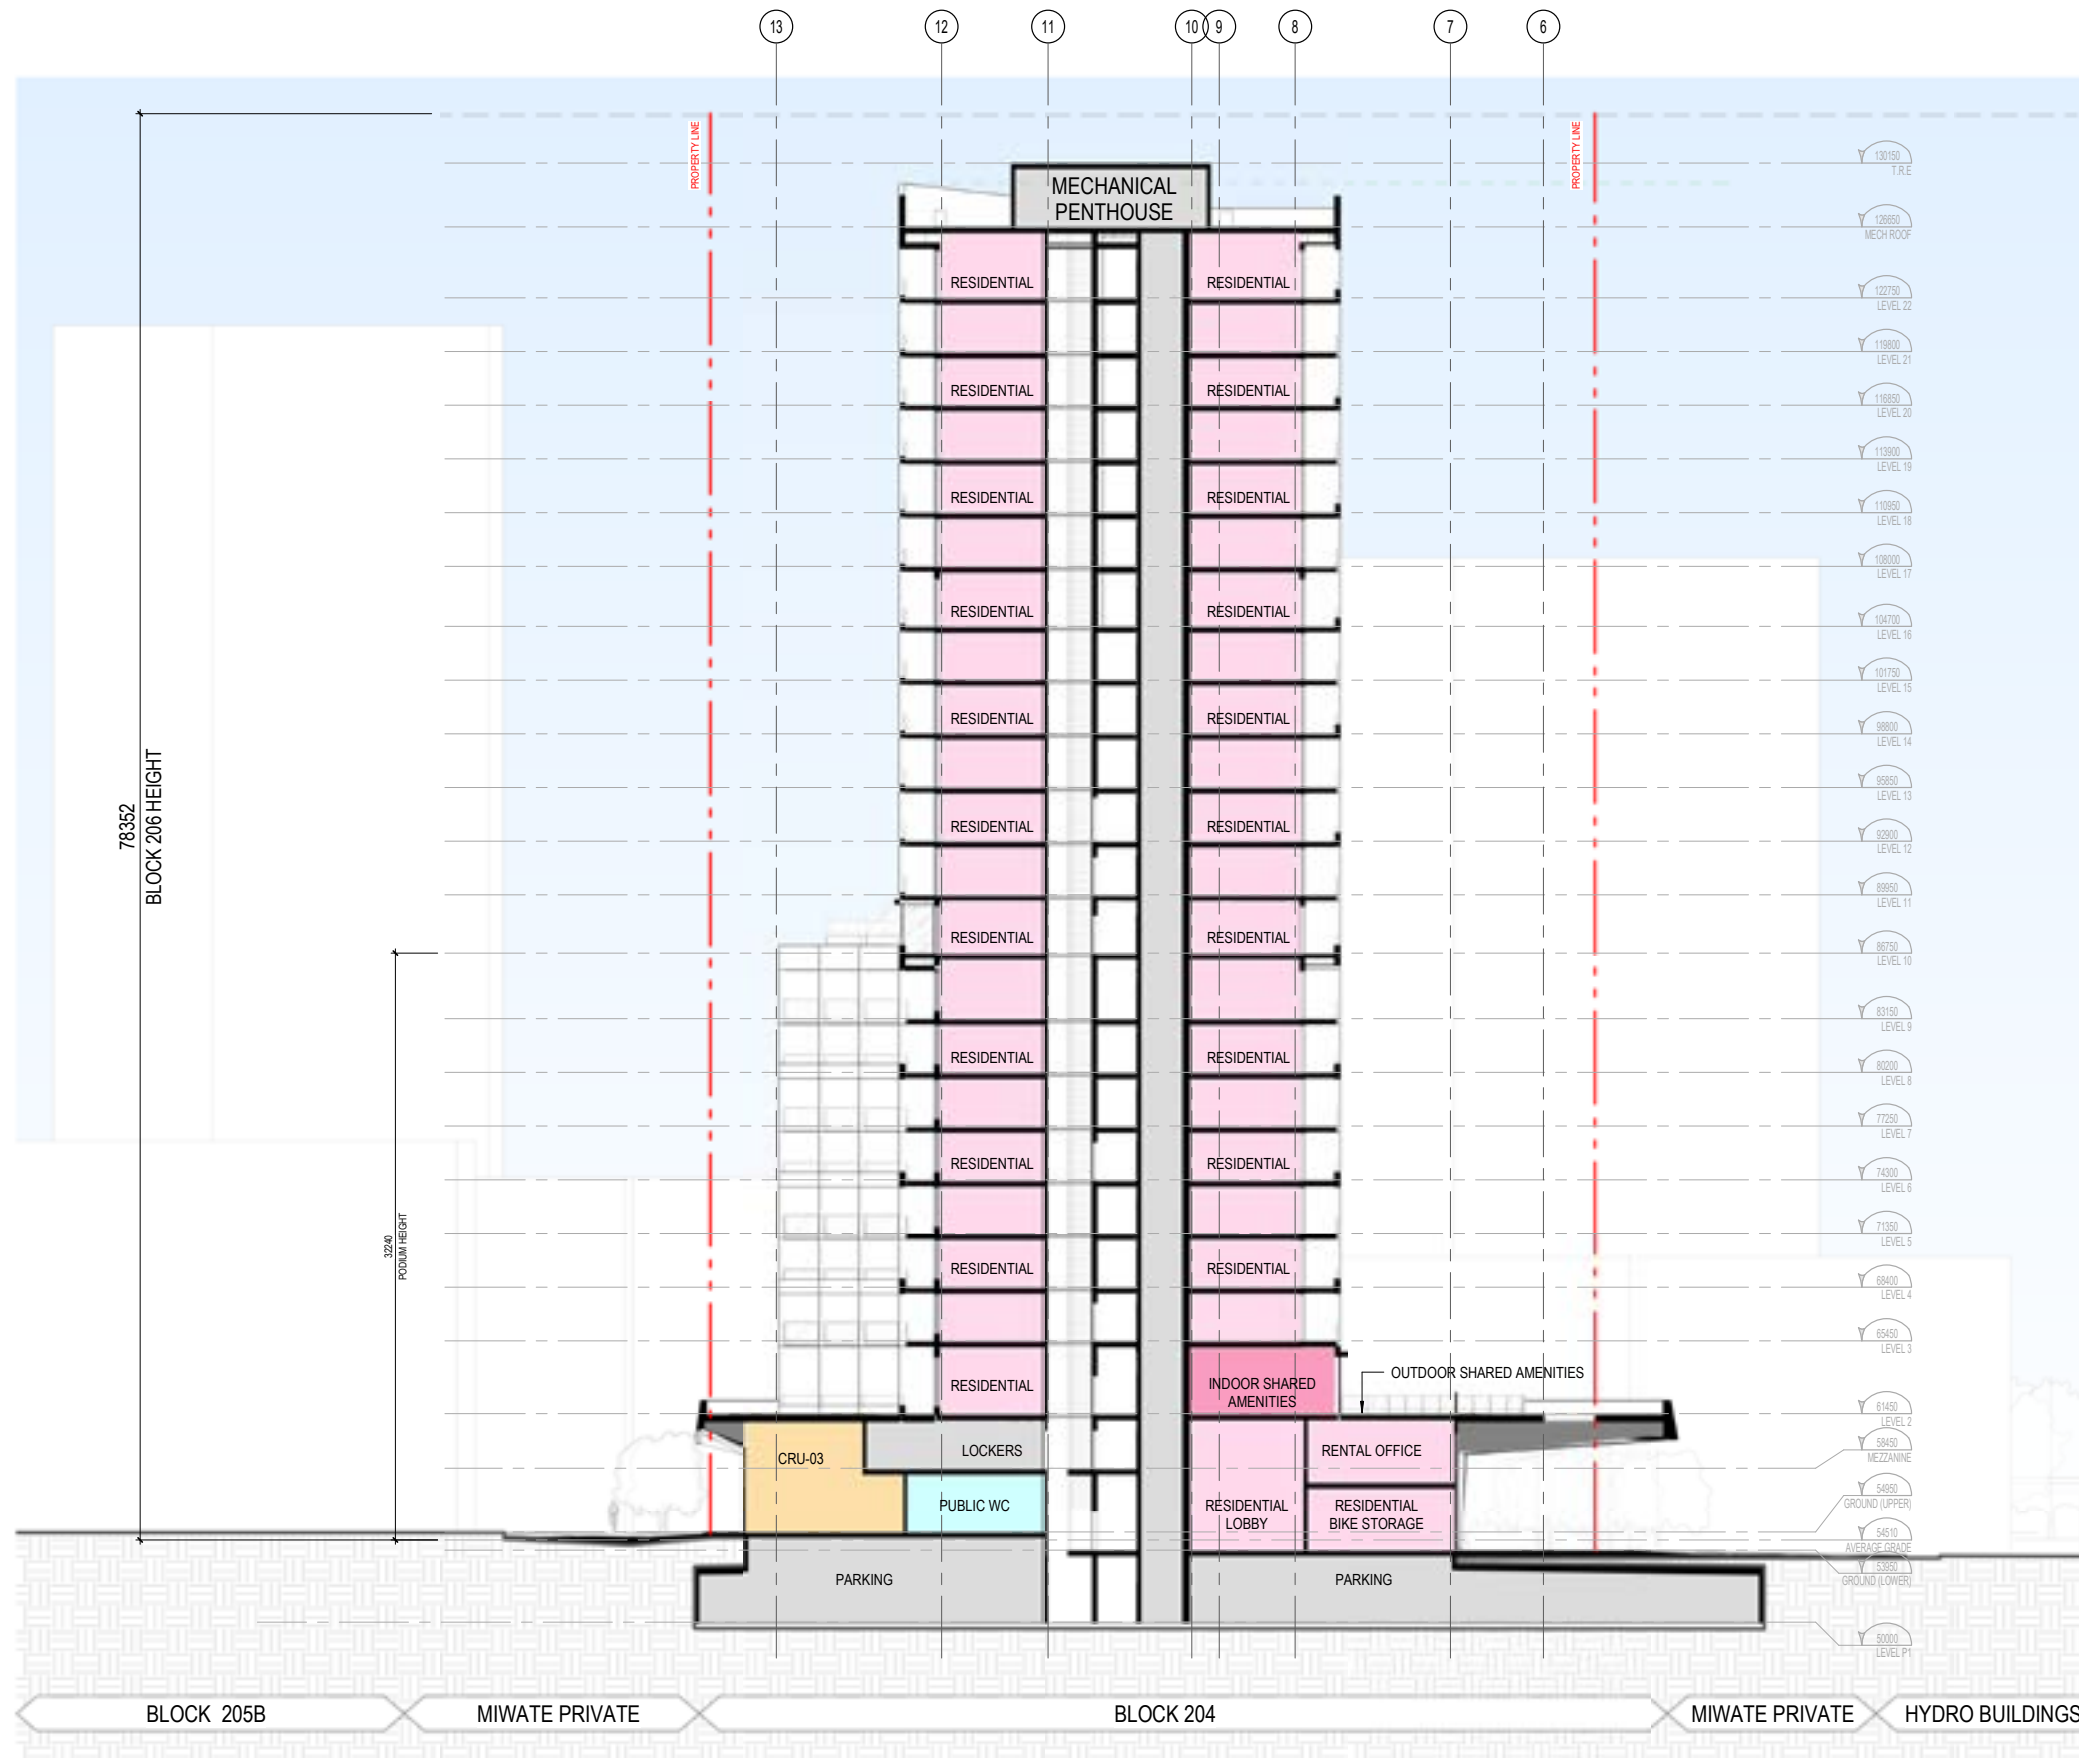 13
12
11
10
9
8
7
6
PROPERTY LINE
PROPERTY LINE
130150
T.R.E
MECHANICAL
PENTHOUSE
126650
MECH ROOF
RESIDENTIAL
RESIDENTIAL
122750
LEVEL 22
119800
LEVEL 21
RESIDENTIAL
RESIDENTIAL
116850
LEVEL 20
113900
LEVEL 19
RESIDENTIAL
RESIDENTIAL
110950
LEVEL 18
108000
LEVEL 17
RESIDENTIAL
RESIDENTIAL
104700
LEVEL 16
101750
LEVEL 15
RESIDENTIAL
RESIDENTIAL
98800
LEVEL 14
78352
BLOCK 206 HEIGHT
95850
LEVEL 13
RESIDENTIAL
RESIDENTIAL
92900
LEVEL 12
89950
LEVEL 11
RESIDENTIAL
RESIDENTIAL
86750
LEVEL 10
83150
LEVEL 9
RESIDENTIAL
RESIDENTIAL
80200
LEVEL 8
77250
LEVEL 7
RESIDENTIAL
RESIDENTIAL
74300
LEVEL 6
32240
PODIUM HEIGHT
71350
LEVEL 5
RESIDENTIAL
RESIDENTIAL
68400
LEVEL 4
65450
LEVEL 3
RESIDENTIAL
INDOOR SHARED
AMENITIES
OUTDOOR SHARED AMENITIES
61450
LEVEL 2
CRU-03
LOCKERS
RENTAL OFFICE
58450
MEZZANINE
PUBLIC WC
RESIDENTIAL
LOBBY
RESIDENTIAL
BIKE STORAGE
54950
GROUND (UPPER)
54510
AVERAGE GRADE
53950
GROUND (LOWER)
PARKING
PARKING
50000
LEVEL P1
BLOCK 205B
MIWATE PRIVATE
BLOCK 204
MIWATE PRIVATE
HYDRO BUILDINGS